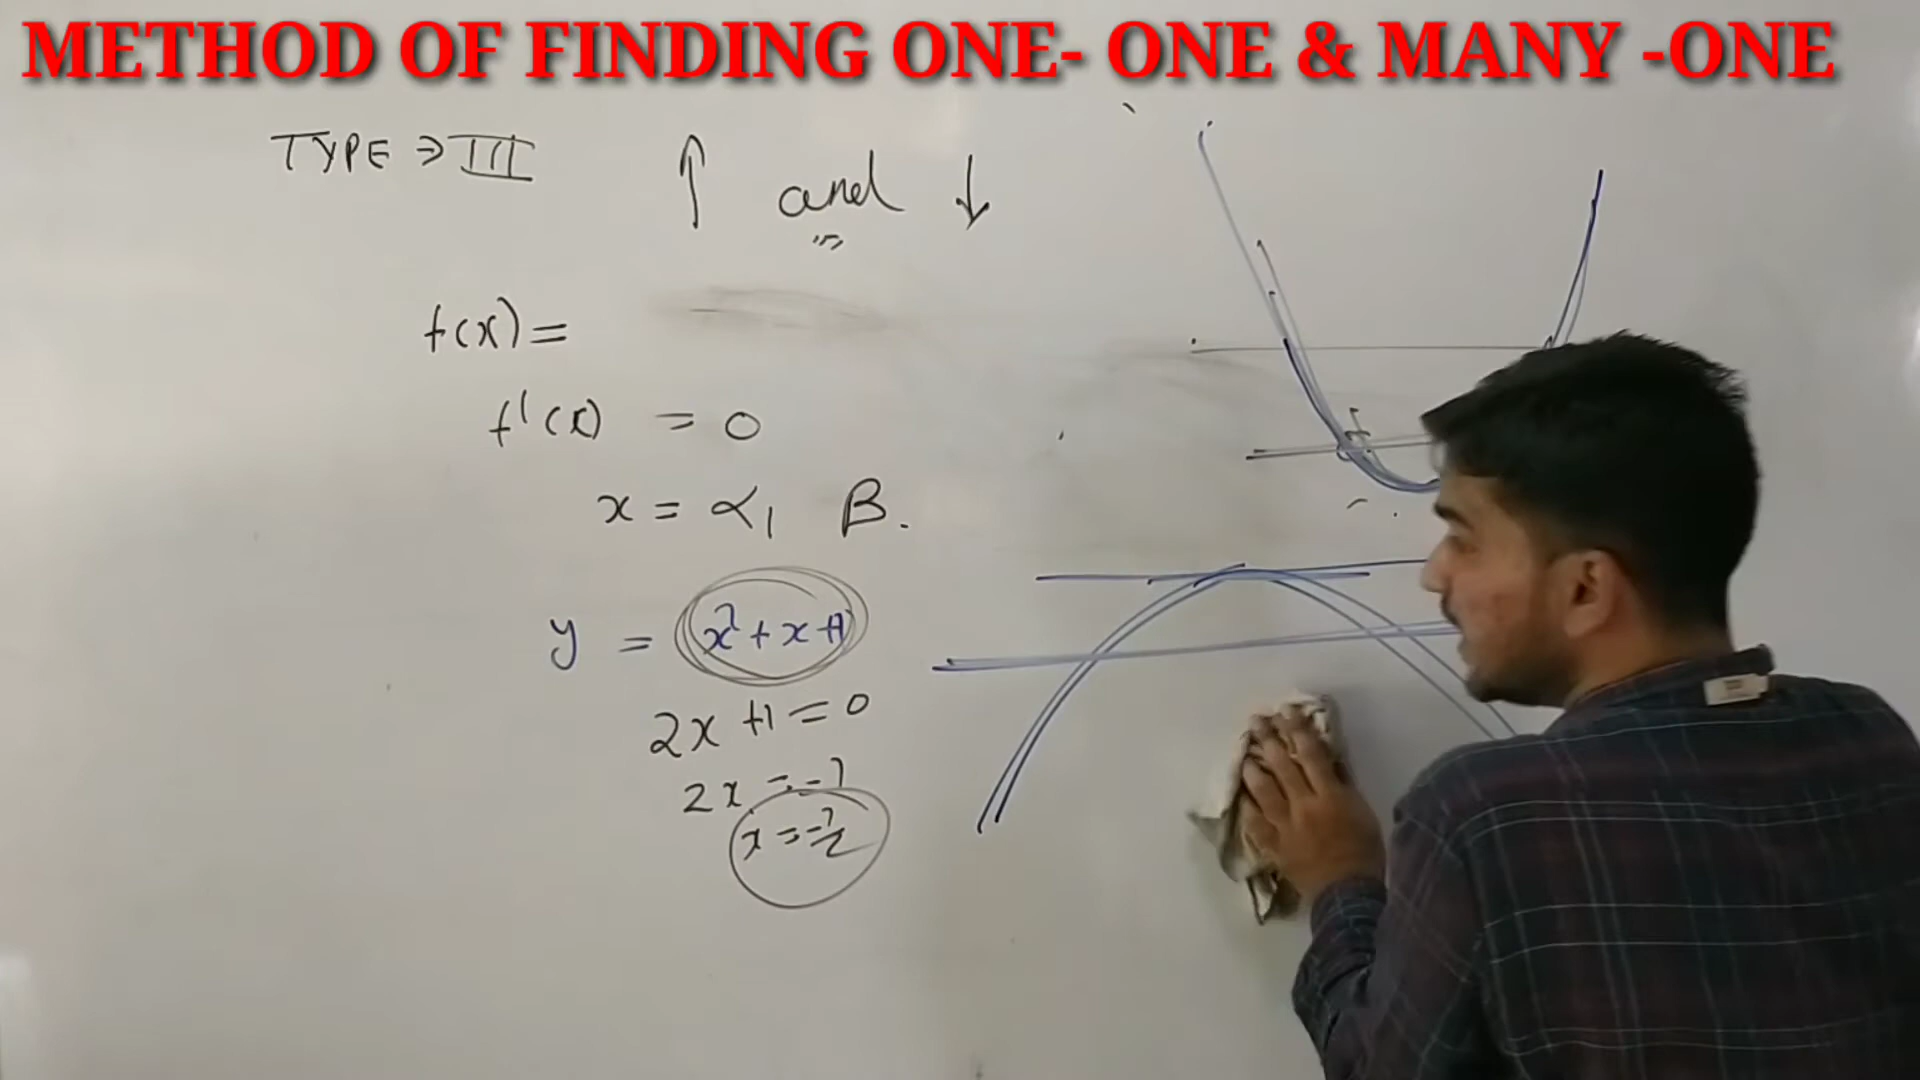 METHOD OF FINDING ONE- ONE & MANY -ONE
TYPE ⇒ III ↑ and ↓
f(x)=
f'(x) = 0
x = α, β.
y = x²+x+1
2x+1=0
2x=-1
x=-1/2